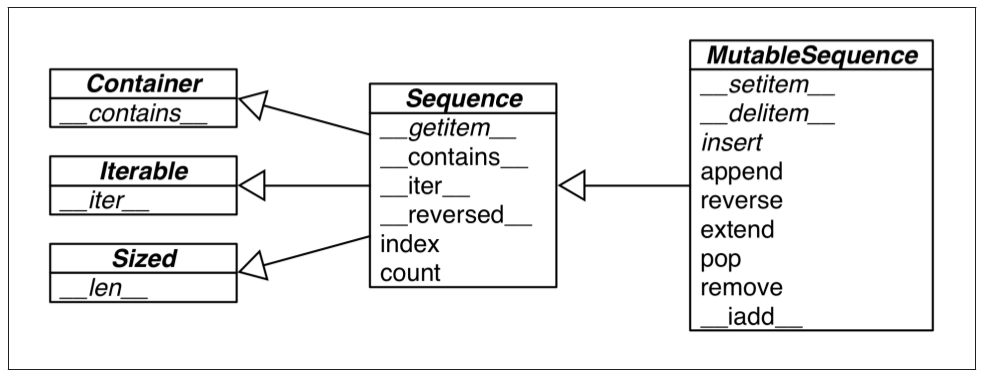 Container
__contains__
Iterable
__iter__
Sized
__len__
Sequence
__getitem__
__contains__
__iter__
__reversed__
index
count
MutableSequence
__setitem__
__delitem__
insert
append
reverse
extend
pop
remove
__iadd__